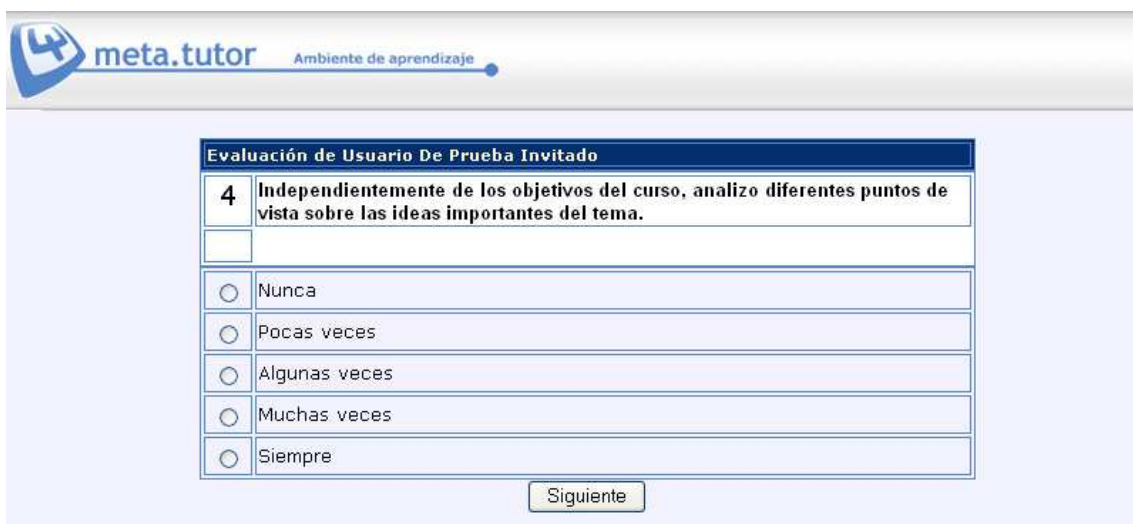 meta.tutor Ambiente de aprendizaje
Evaluación de Usuario De Prueba Invitado
4 Independientemente de los objetivos del curso, analizo diferentes puntos de
vista sobre las ideas importantes del tema.
Nunca
Pocas veces
Algunas veces
Muchas veces
Siempre
Siguiente